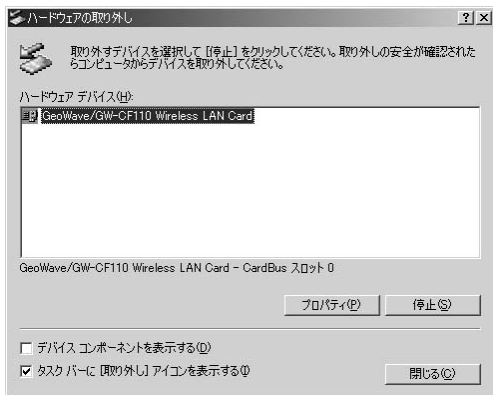 ハードウェアの取り外し
取り外すデバイスを選択して [停止] をクリックしてください。取り外しの安全が確認された
らコンピュータからデバイスを取り外してください。
ハードウェア デバイス(H):
GeoWave/GW-CF110 Wireless LAN Card
GeoWave/GW-CF110 Wireless LAN Card - CardBus スロット 0
プロパティ(P)
停止(S)
デバイス コンポーネントを表示する(D)
タスク バーに [取り外し] アイコンを表示する(I)
閉じる(C)